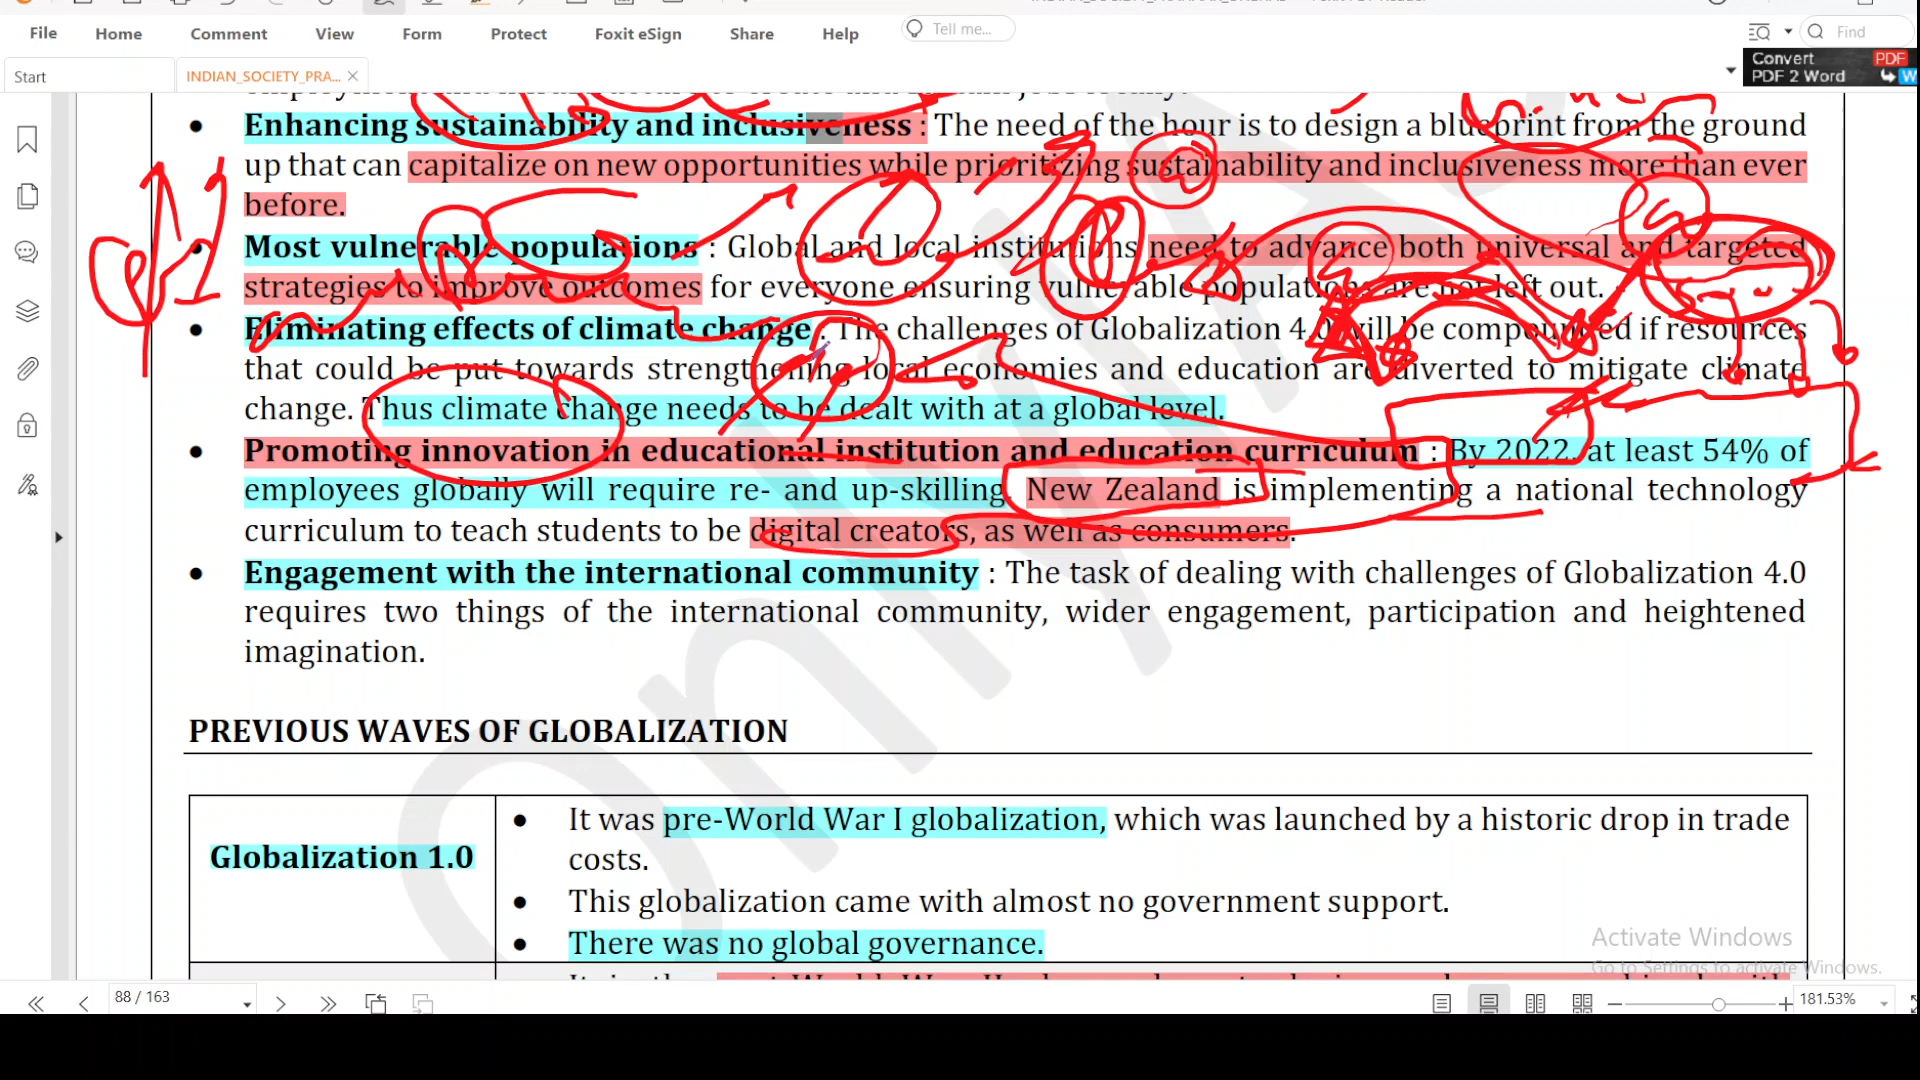 File Home Comment View Form Protect Foxit eSign Share Help Tell me... Find
Start INDIAN_SOCIETY_PRA... Convert PDF
PDF 2 Word W
• Enhancing sustainability and inclusiveness : The need of the hour is to design a blueprint from the ground
up that can capitalize on new opportunities while prioritizing sustainability and inclusiveness more than ever
before.
• Most vulnerable populations : Global and local institutions need to advance both universal and targeted
strategies to improve outcomes for everyone ensuring vulnerable populations are not left out.
• Eliminating effects of climate change : The challenges of Globalization 4.0 will be compounded if resources
that could be put towards strengthening local economies and education are diverted to mitigate climate
change. Thus climate change needs to be dealt with at a global level.
• Promoting innovation in educational institution and education curriculum : By 2022, at least 54% of
employees globally will require re- and up-skilling. New Zealand is implementing a national technology
curriculum to teach students to be digital creators, as well as consumers.
• Engagement with the international community : The task of dealing with challenges of Globalization 4.0
requires two things of the international community, wider engagement, participation and heightened
imagination.
PREVIOUS WAVES OF GLOBALIZATION
Globalization 1.0
• It was pre-World War I globalization, which was launched by a historic drop in trade
costs.
• This globalization came with almost no government support.
• There was no global governance.
Activate Windows
Go to Settings to activate Windows.
88 / 163 181.53%